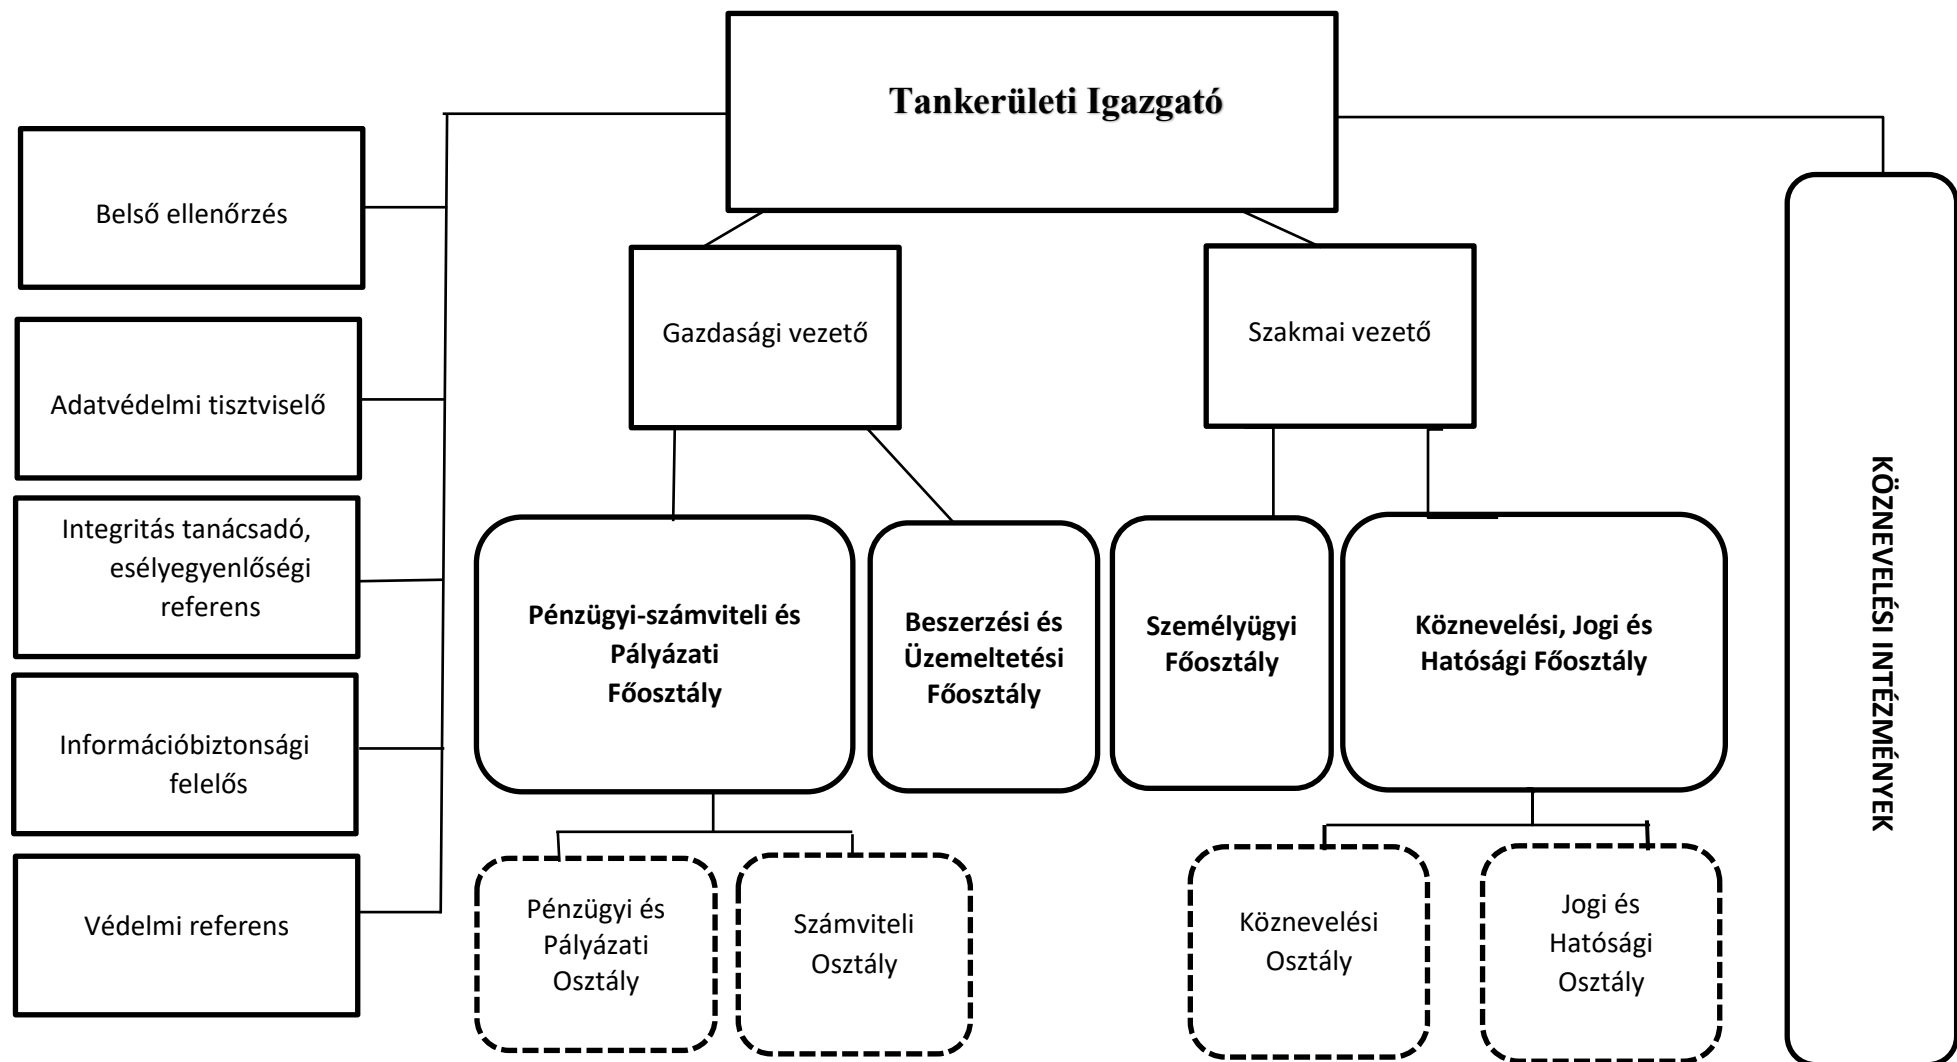 Tankerületi Igazgató
Belső ellenőrzés
Adatvédelmi tisztviselő
Integritás tanácsadó,
esélyegyenlőségi
referens
Információbiztonsági
felelős
Védelmi referens
Gazdasági vezető
Szakmai vezető
Pénzügyi-számviteli és
Pályázati
Főosztály
Beszerzési és
Üzemeltetési
Főosztály
Személyügyi
Főosztály
Köznevelési, Jogi és
Hatósági Főosztály
Pénzügyi és
Pályázati
Osztály
Számviteli
Osztály
Köznevelési
Osztály
Jogi és
Hatósági
Osztály
KÖZNEVELÉSI INTÉZMÉNYEK